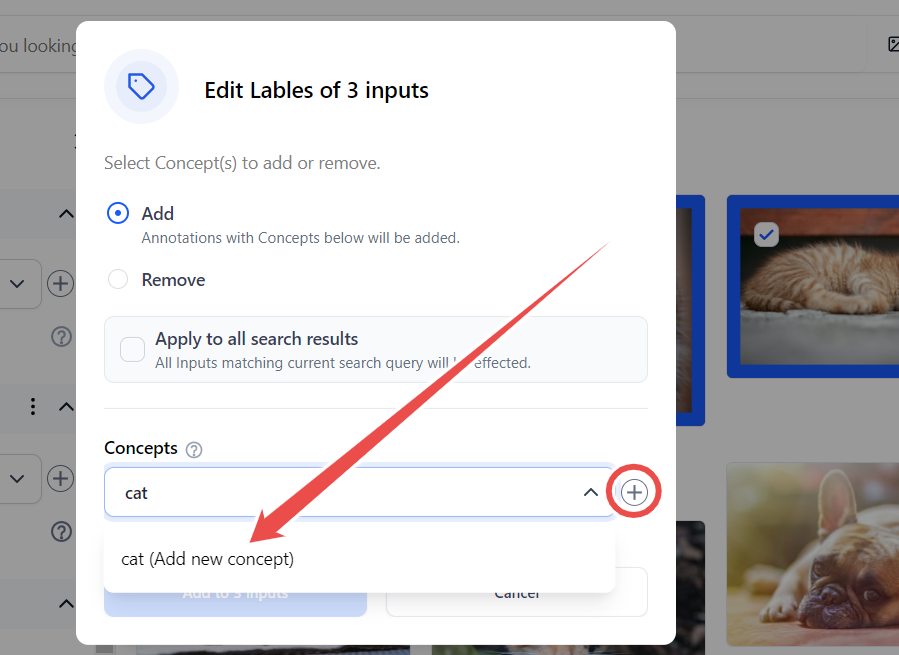 ou looking
Edit Lables of 3 inputs
Select Concept(s) to add or remove.
Add
Annotations with Concepts below will be added.
Remove
Apply to all search results
All Inputs matching current search query will effected.
Concepts
cat
cat (Add new concept)
Add to 3 inputs
Cancel